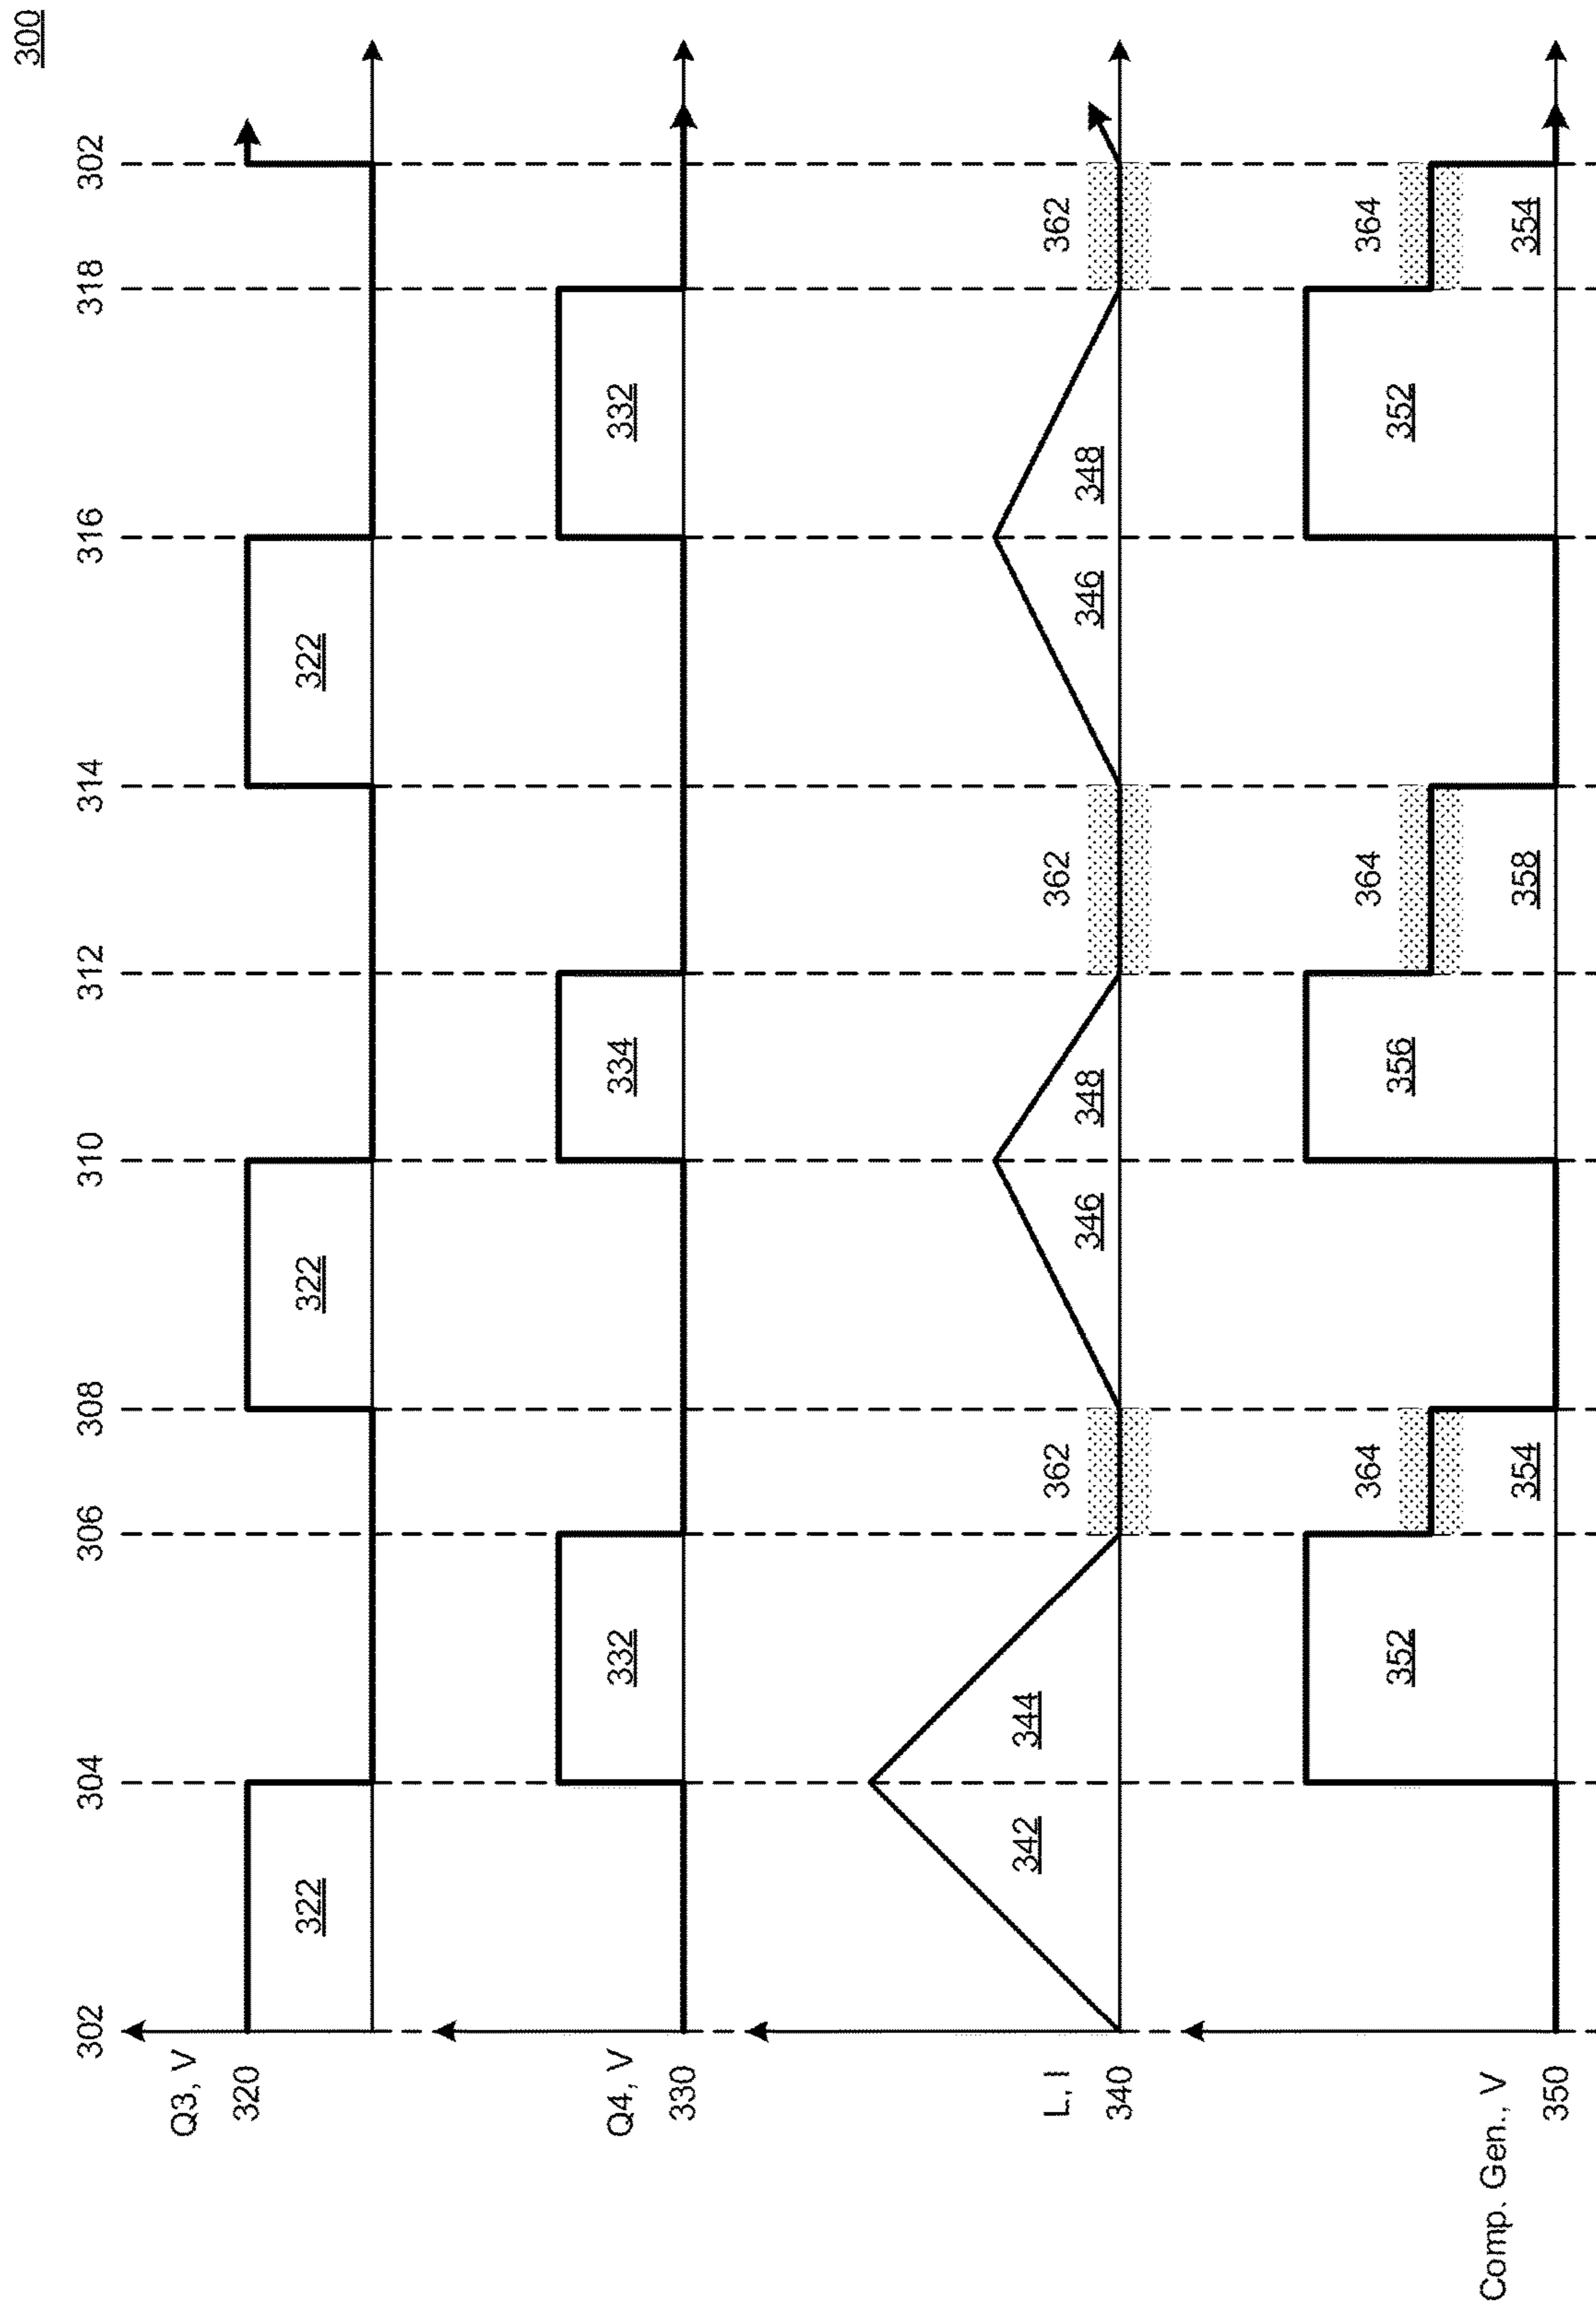 300
302 304 306 308 310 312 314 316 318 302
Q3, V
320
322 322 322
Q4, V
330
332 334 332
L, I
340
362 362 362
342 344 346 348 346 348
Comp. Gen., V
350
364 364 364
352 356 352
354 358 354